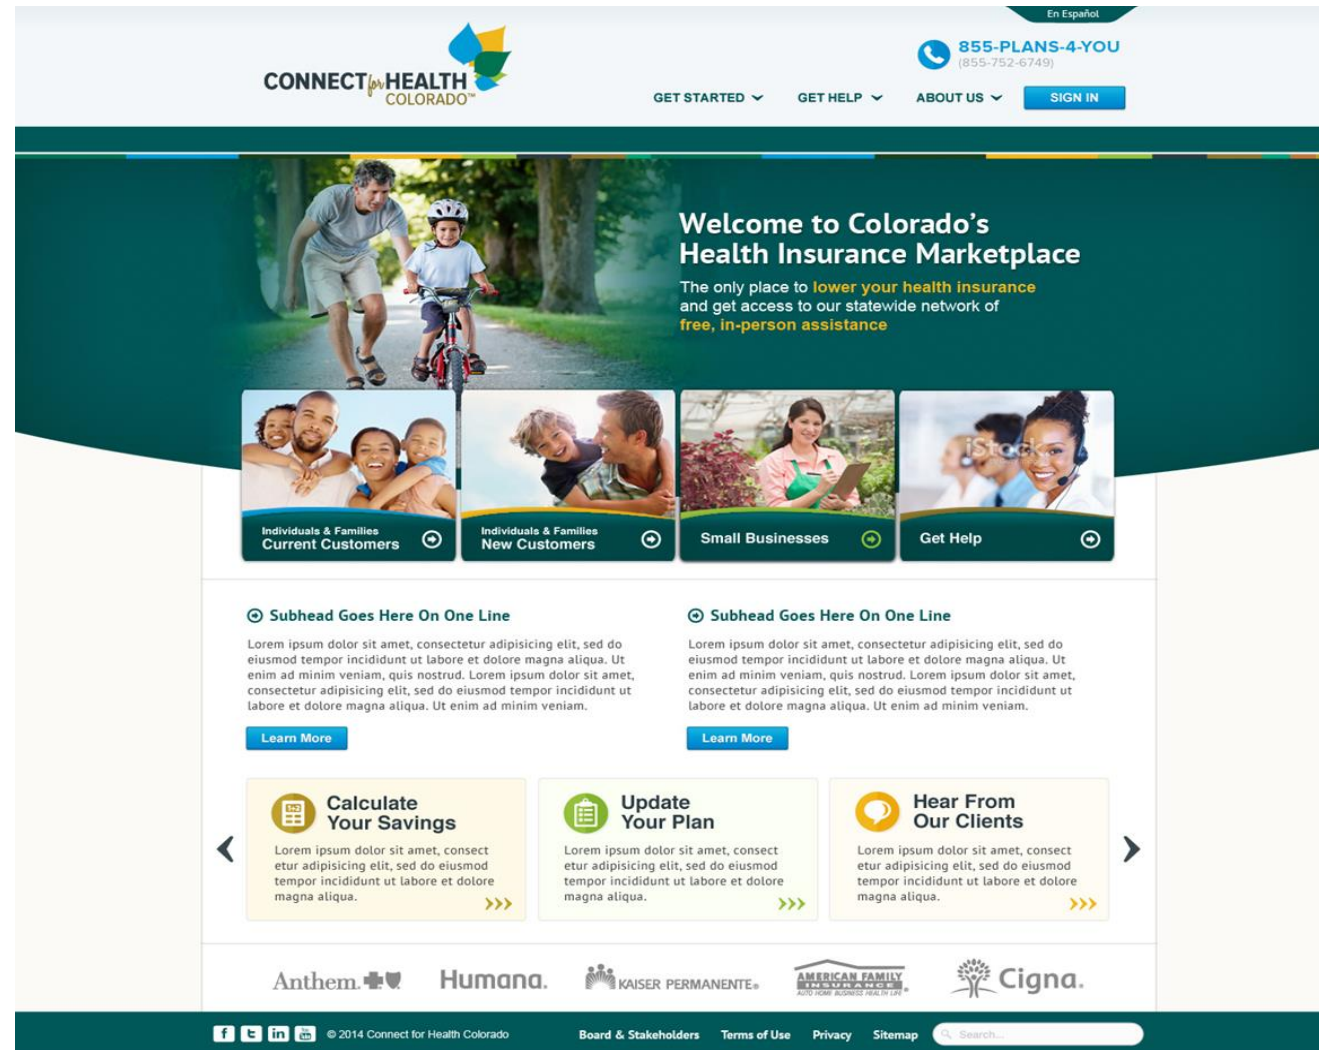 En Español
855-PLANS-4-YOU
(855-752-6749)
CONNECT for HEALTH
COLORADO™
GET STARTED
GET HELP
ABOUT US
SIGN IN
Welcome to Colorado's
Health Insurance Marketplace
The only place to lower your health insurance
and get access to our statewide network of
free, in-person assistance
iStock
Individuals & Families
Current Customers
Individuals & Families
New Customers
Small Businesses
Get Help
Subhead Goes Here On One Line
Lorem ipsum dolor sit amet, consectetur adipisicing elit, sed do
eiusmod tempor incididunt ut labore et dolore magna aliqua. Ut
enim ad minim veniam, quis nostrud. Lorem ipsum dolor sit amet,
consectetur adipisicing elit, sed do eiusmod tempor incididunt ut
labore et dolore magna aliqua. Ut enim ad minim veniam.
Learn More
Subhead Goes Here On One Line
Lorem ipsum dolor sit amet, consectetur adipisicing elit, sed do
eiusmod tempor incididunt ut labore et dolore magna aliqua. Ut
enim ad minim veniam, quis nostrud. Lorem ipsum dolor sit amet,
consectetur adipisicing elit, sed do eiusmod tempor incididunt ut
labore et dolore magna aliqua. Ut enim ad minim veniam.
Learn More
Calculate
Your Savings
Lorem ipsum dolor sit amet, consect
etur adipisicing elit, sed do eiusmod
tempor incididunt ut labore et dolore
magna aliqua.
Update
Your Plan
Lorem ipsum dolor sit amet, consect
etur adipisicing elit, sed do eiusmod
tempor incididunt ut labore et dolore
magna aliqua.
Hear From
Our Clients
Lorem ipsum dolor sit amet, consect
etur adipisicing elit, sed do eiusmod
tempor incididunt ut labore et dolore
magna aliqua.
Anthem.
Humana.
KAISER PERMANENTE®
AMERICAN FAMILY
INSURANCE
AUTO HOME BUSINESS HEALTH LIFE
Cigna.
© 2014 Connect for Health Colorado
Board & Stakeholders
Terms of Use
Privacy
Sitemap
Search...